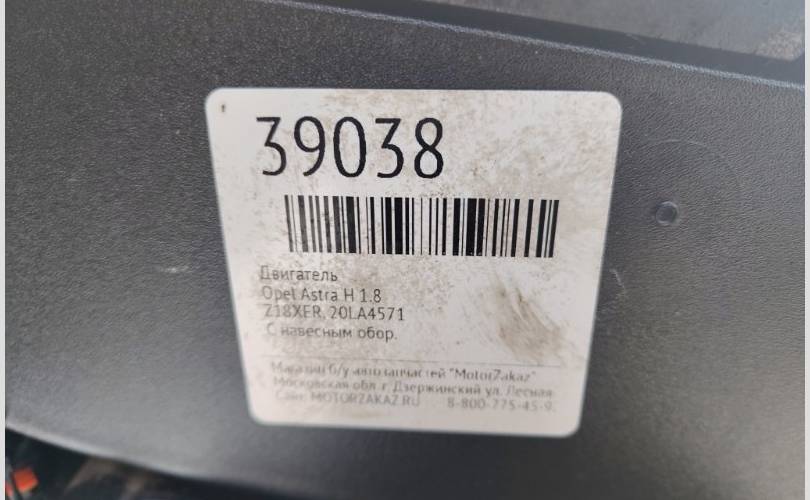 39038
Двигатель
Opel Astra H 1.8
Z18XER, 20LA4571
С навесным обор.
Магазин б/у автозапчастей "MotorZakaz"
Московская обл. г. Дзержинский ул. Лесная
Сайт: MOTORZAKAZ.RU 8-800-775-45-9